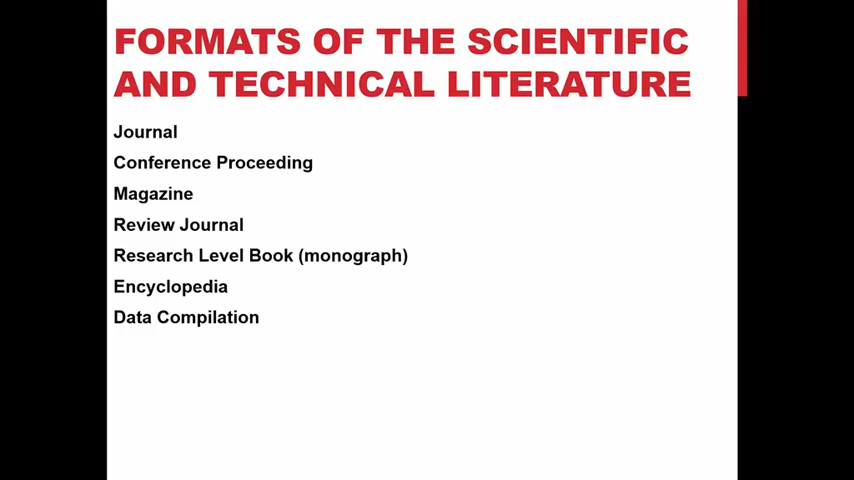 FORMATS OF THE SCIENTIFIC
AND TECHNICAL LITERATURE
Journal
Conference Proceeding
Magazine
Review Journal
Research Level Book (monograph)
Encyclopedia
Data Compilation